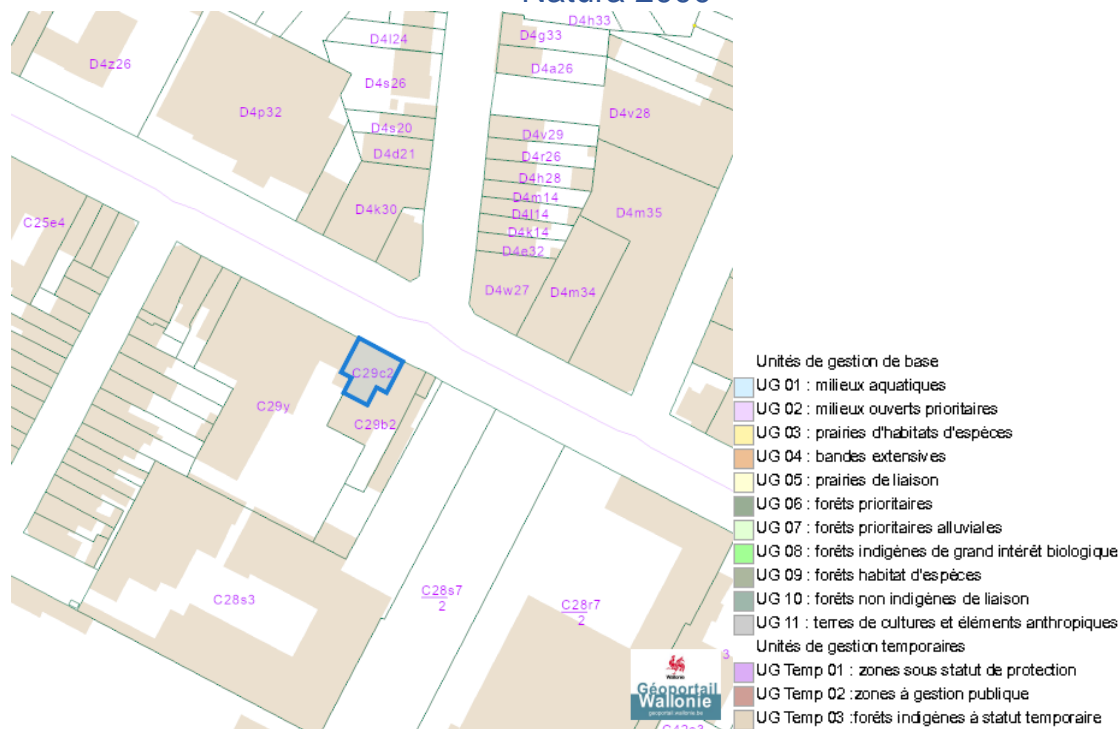 Natura 2000
D4h33
D4l24
D4g33
D4z26
D4a26
D4s26
D4p32
D4v28
D4s20
D4v29
D4d21
D4r26
D4h28
D4m14
D4k30
D4l14
D4m35
C25e4
D4k14
D4e32
D4w27
D4m34
C29c2
C29y
C29b2
C28s3
C28s7
2
C28r7
2
3
Wallonie
Géoportail
Wallonie
geoportail.wallonie.be
Unités de gestion de base
UG 01 : milieux aquatiques
UG 02 : milieux ouverts prioritaires
UG 03 : prairies d'habitats d'espèces
UG 04 : bandes extensives
UG 05 : prairies de liaison
UG 06 : forêts prioritaires
UG 07 : forêts prioritaires alluviales
UG 08 : forêts indigènes de grand intérêt biologique
UG 09 : forêts habitat d'espèces
UG 10 : forêts non indigènes de liaison
UG 11 : terres de cultures et éléments anthropiques
Unités de gestion temporaires
UG Temp 01 : zones sous statut de protection
UG Temp 02 :zones à gestion publique
UG Temp 03 :forêts indigènes à statut temporaire